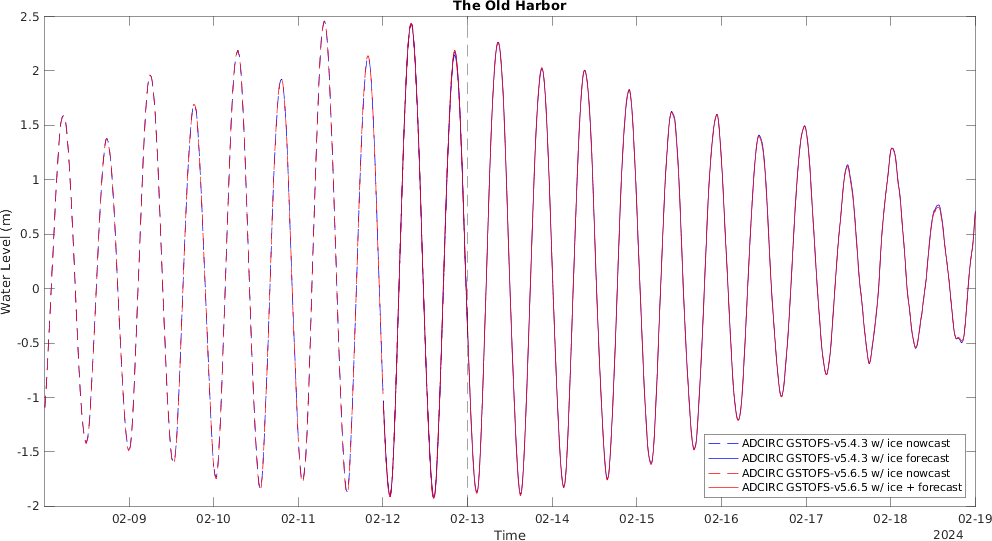 The Old Harbor
2.5
2
1.5
1
0.5
0
-0.5
-1
-1.5
-2
Water Level (m)
ADCIRC GSTOFS-v5.4.3 w/ ice nowcast
ADCIRC GSTOFS-v5.4.3 w/ ice forecast
ADCIRC GSTOFS-v5.6.5 w/ ice nowcast
ADCIRC GSTOFS-v5.6.5 w/ ice + forecast
02-09 02-10 02-11 02-12 02-13 02-14 02-15 02-16 02-17 02-18 02-19
Time
2024